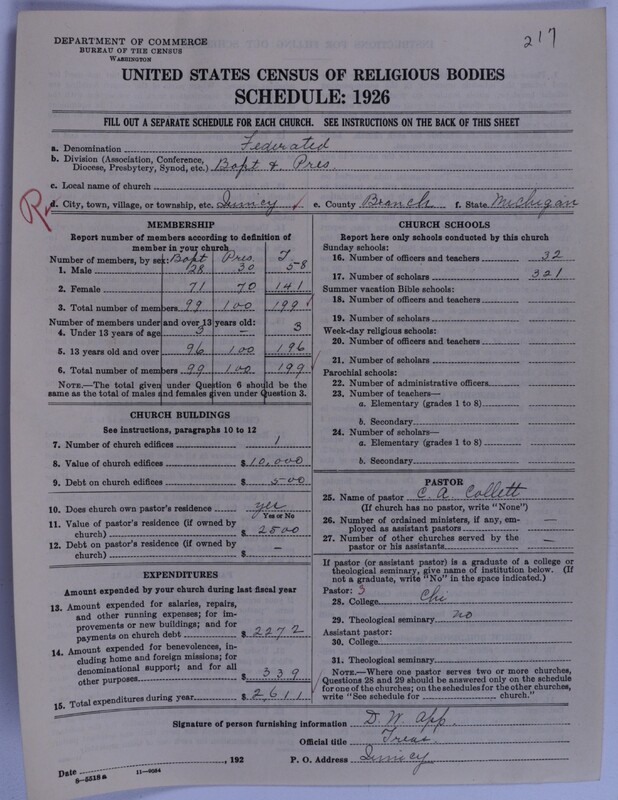 217
DEPARTMENT OF COMMERCE
BUREAU OF THE CENSUS
WASHINGTON
UNITED STATES CENSUS OF RELIGIOUS BODIES
SCHEDULE: 1926
FILL OUT A SEPARATE SCHEDULE FOR EACH CHURCH. SEE INSTRUCTIONS ON THE BACK OF THIS SHEET
a. Denomination Federated
b. Division (Association, Conference,
Diocese, Presbytery, Synod, etc.) Bapt & Pres.
c. Local name of church
d. City, town, village, or township, etc. Quincy e. County Branch f. State Michigan
MEMBERSHIP
Report number of members according to definition of
member in your church
Number of members, by sex: Bapt Pres. T
1. Male 28 30 58
2. Female 71 70 141
3. Total number of members 99 100 199
Number of members under and over 13 years old:
4. Under 13 years of age 3 – 3
5. 13 years old and over 96 100 196
6. Total number of members 99 100 199
NOTE.—The total given under Question 6 should be the
same as the total of males and females given under Question 3.
CHURCH BUILDINGS
See instructions, paragraphs 10 to 12
7. Number of church edifices 1
8. Value of church edifices $10,000
9. Debt on church edifices $ 500
10. Does church own pastor's residence yes
Yes or No
11. Value of pastor's residence (if owned by
church) $ 2500
12. Debt on pastor's residence (if owned by
church) $ –
EXPENDITURES
Amount expended by your church during last fiscal year
13. Amount expended for salaries, repairs,
and other running expenses; for im-
provements or new buildings; and for
payments on church debt $ 2272
14. Amount expended for benevolences, in-
cluding home and foreign missions; for
denominational support; and for all
other purposes $ 339
15. Total expenditures during year $ 2,611
CHURCH SCHOOLS
Report here only schools conducted by this church
Sunday schools:
16. Number of officers and teachers 32
17. Number of scholars 321
Summer vacation Bible schools:
18. Number of officers and teachers
19. Number of scholars
Week-day religious schools:
20. Number of officers and teachers
21. Number of scholars
Parochial schools:
22. Number of administrative officers
23. Number of teachers—
a. Elementary (grades 1 to 8)
b. Secondary
24. Number of scholars—
a. Elementary (grades 1 to 8)
b. Secondary
PASTOR
25. Name of pastor C. A. Collett
(If church has no pastor, write "None")
26. Number of ordained ministers, if any, em-
ployed as assistant pastors —
27. Number of other churches served by the
pastor or his assistants —
If pastor (or assistant pastor) is a graduate of a college or
theological seminary, give name of institution below. (If
not a graduate, write "No" in the space indicated.)
Pastor: 3
28. College Chi
29. Theological seminary no
Assistant pastor:
30. College
31. Theological seminary
NOTE.—Where one pastor serves two or more churches,
Questions 28 and 29 should be answered only on the schedule
for one of the churches; on the schedules for the other churches,
write "See schedule for ____ church."
Signature of person furnishing information D. W. App.
Official title Treas.
Date , 192 P. O. Address Quincy
8-5518a 11-9084